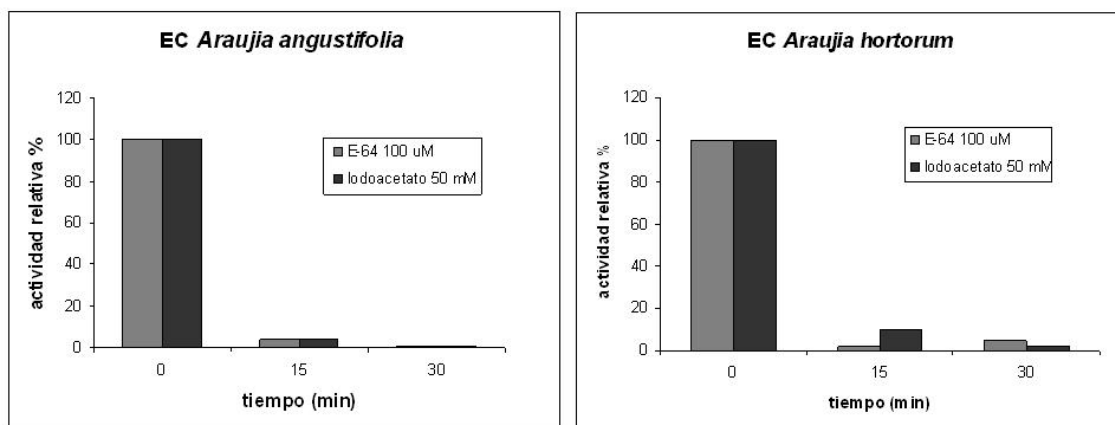 EC Araujia angustifolia
actividad relativa %
120
100
80
60
40
20
0
E-64 100 uM
Iodoacetato 50 mM
0 15 30
tiempo (min)
EC Araujia hortorum
actividad relativa %
120
100
80
60
40
20
0
E-64 100 uM
Iodoacetato 50 mM
0 15 30
tiempo (min)